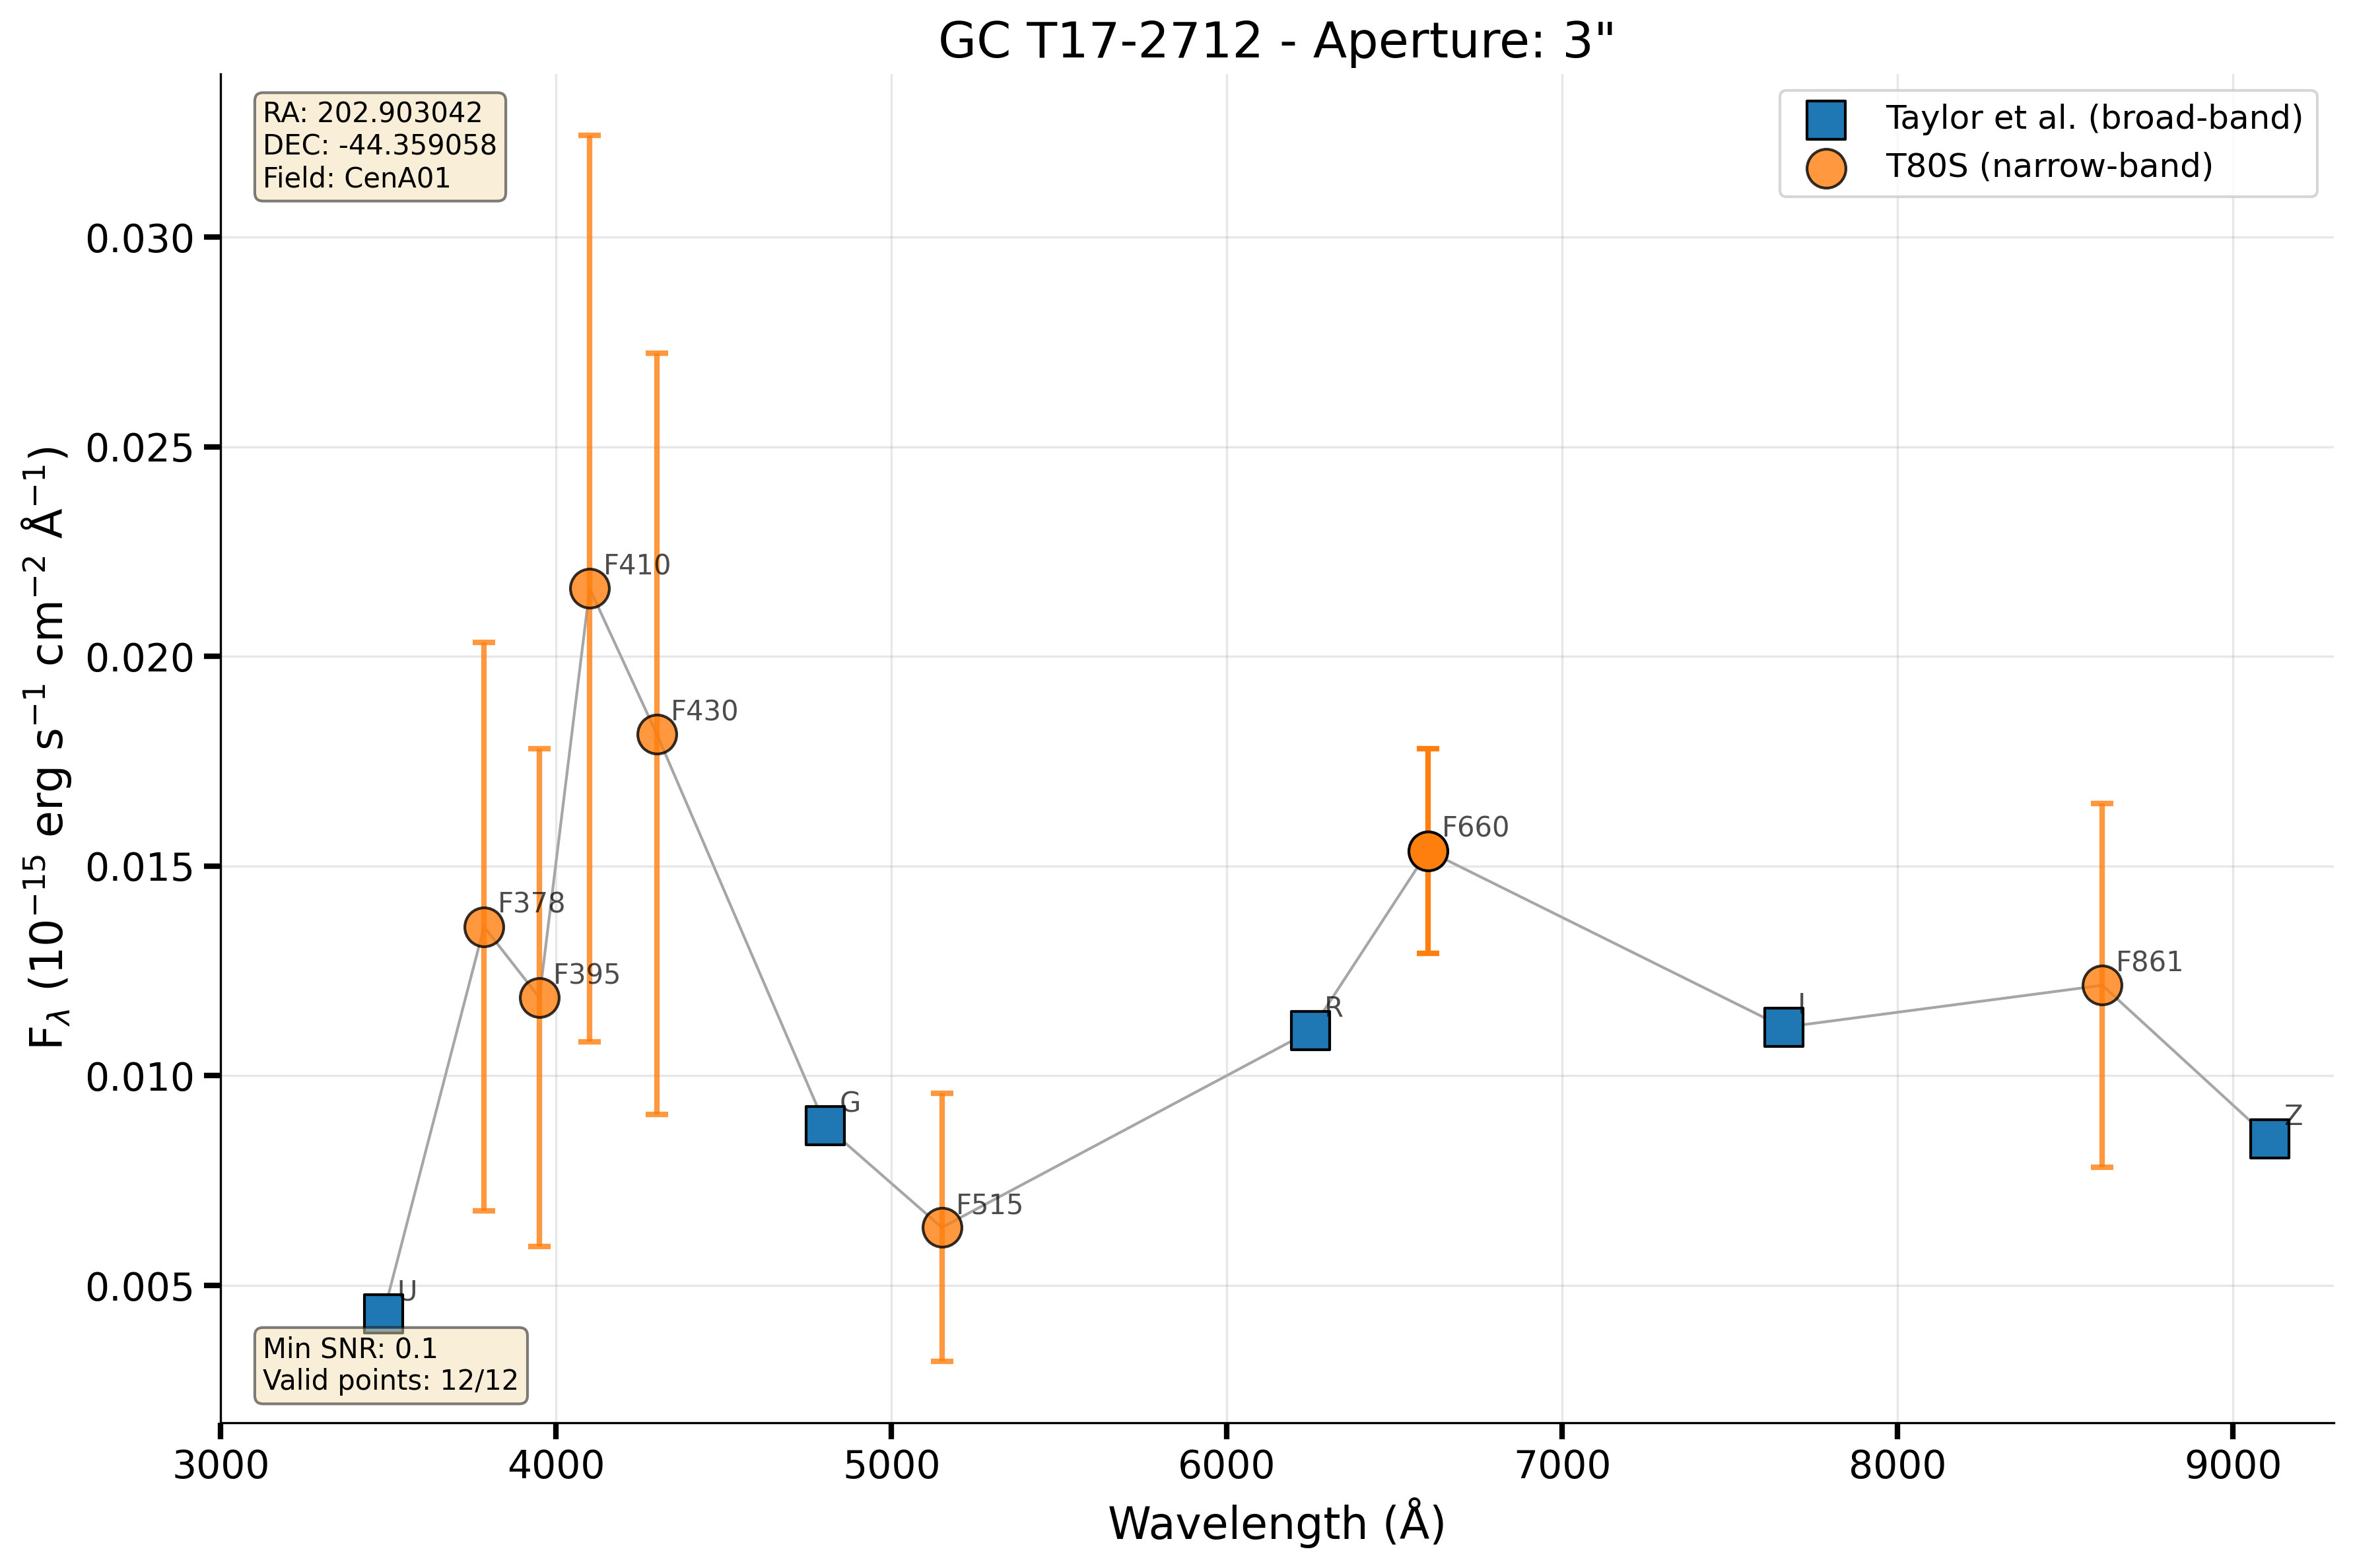 GC T17-2712 - Aperture: 3"
RA: 202.903042
DEC: -44.359058
Field: CenA01
Taylor et al. (broad-band)
T80S (narrow-band)
F_λ (10⁻¹⁵ erg s⁻¹ cm⁻² Å⁻¹)
0.030
0.025
0.020
0.015
0.010
0.005
F410
F430
F378
F395
F660
F861
R
I
G
Z
F515
U
Min SNR: 0.1
Valid points: 12/12
3000
4000
5000
6000
7000
8000
9000
Wavelength (Å)